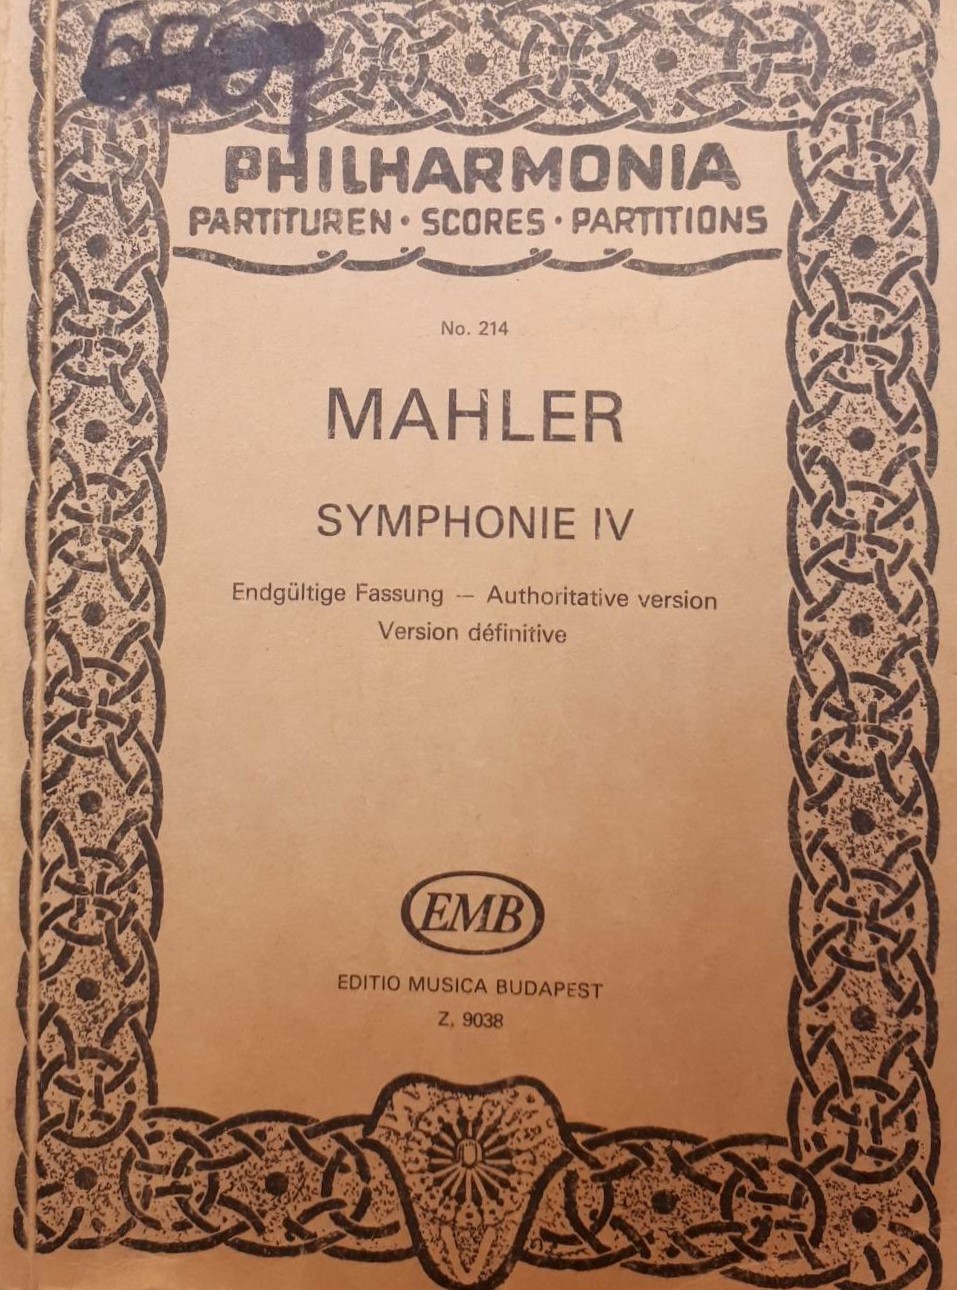 PHILHARMONIA
PARTITUREN · SCORES · PARTITIONS
No. 214
MAHLER
SYMPHONIE IV
Endgültige Fassung — Authoritative version
Version définitive
EMB
EDITIO MUSICA BUDAPEST
Z. 9038